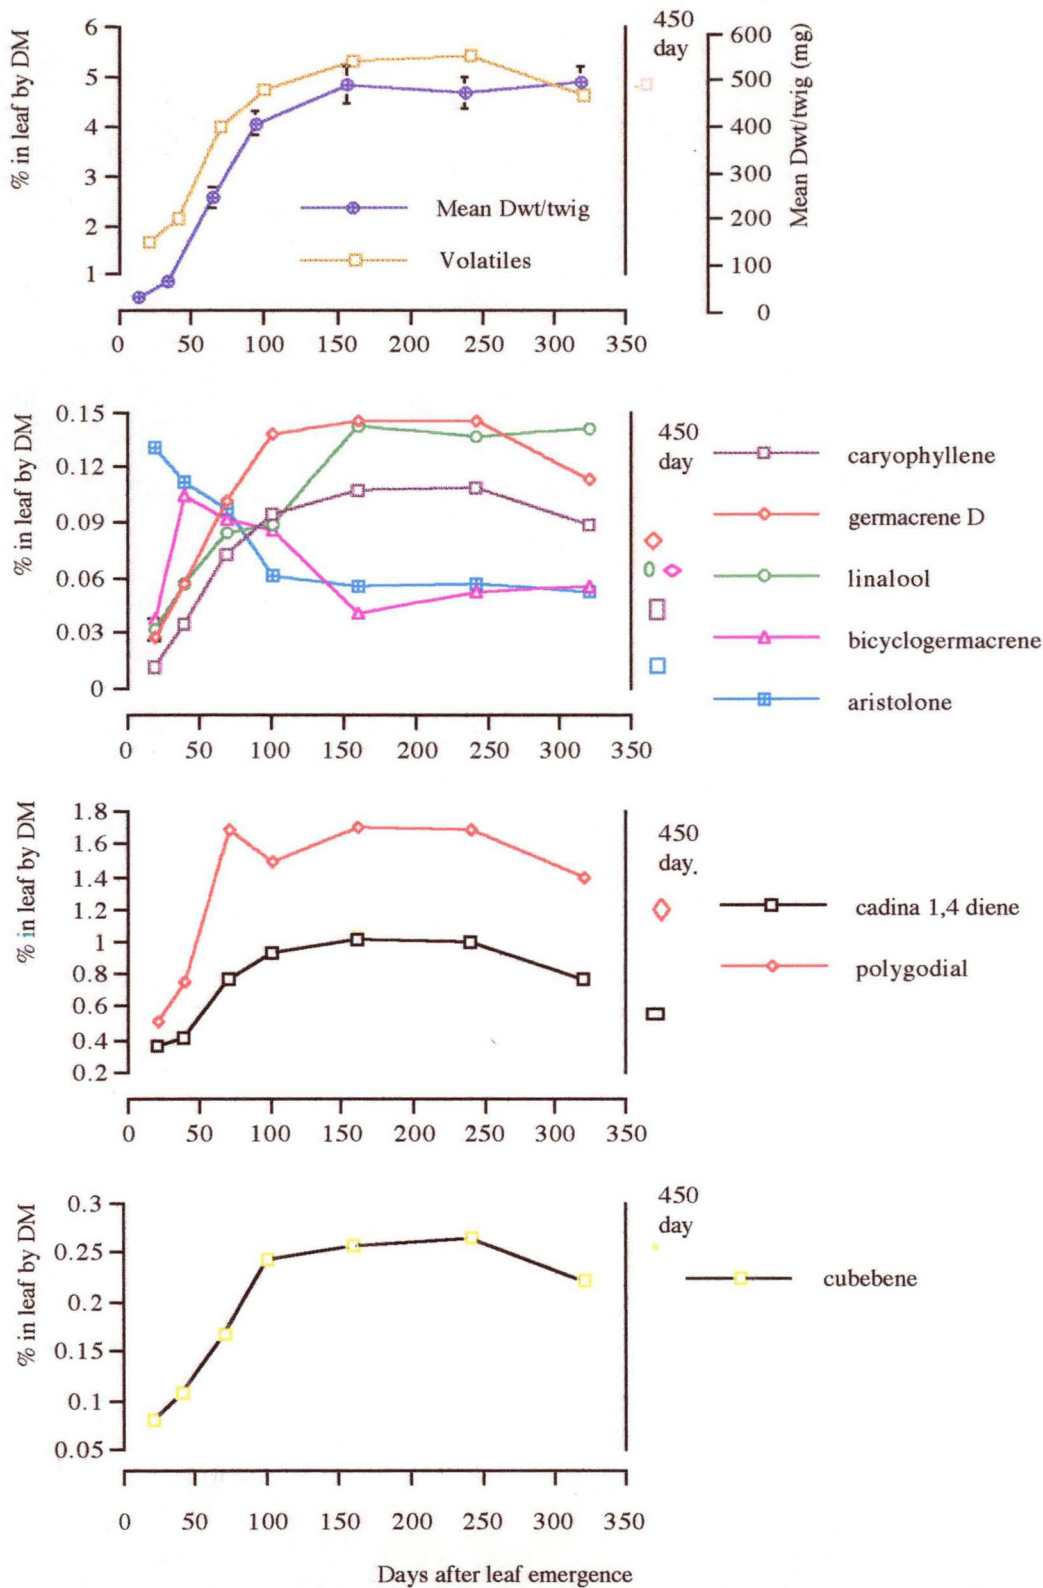 % in leaf by DM
6
5
4
3
2
1
Mean Dwt/twig
Volatiles
450
day
600
500
400
300
200
100
0
Mean Dwt/twig (mg)
0 50 100 150 200 250 300 350
% in leaf by DM
0.15
0.12
0.09
0.06
0.03
0
450
day
caryophyllene
germacrene D
linalool
bicyclogermacrene
aristolone
0 50 100 150 200 250 300 350
% in leaf by DM
1.8
1.6
1.4
1.2
1
0.8
0.6
0.4
0.2
450
day.
cadina 1,4 diene
polygodial
0 50 100 150 200 250 300 350
% in leaf by DM
0.3
0.25
0.2
0.15
0.1
0.05
450
day
cubebene
0 50 100 150 200 250 300 350
Days after leaf emergence